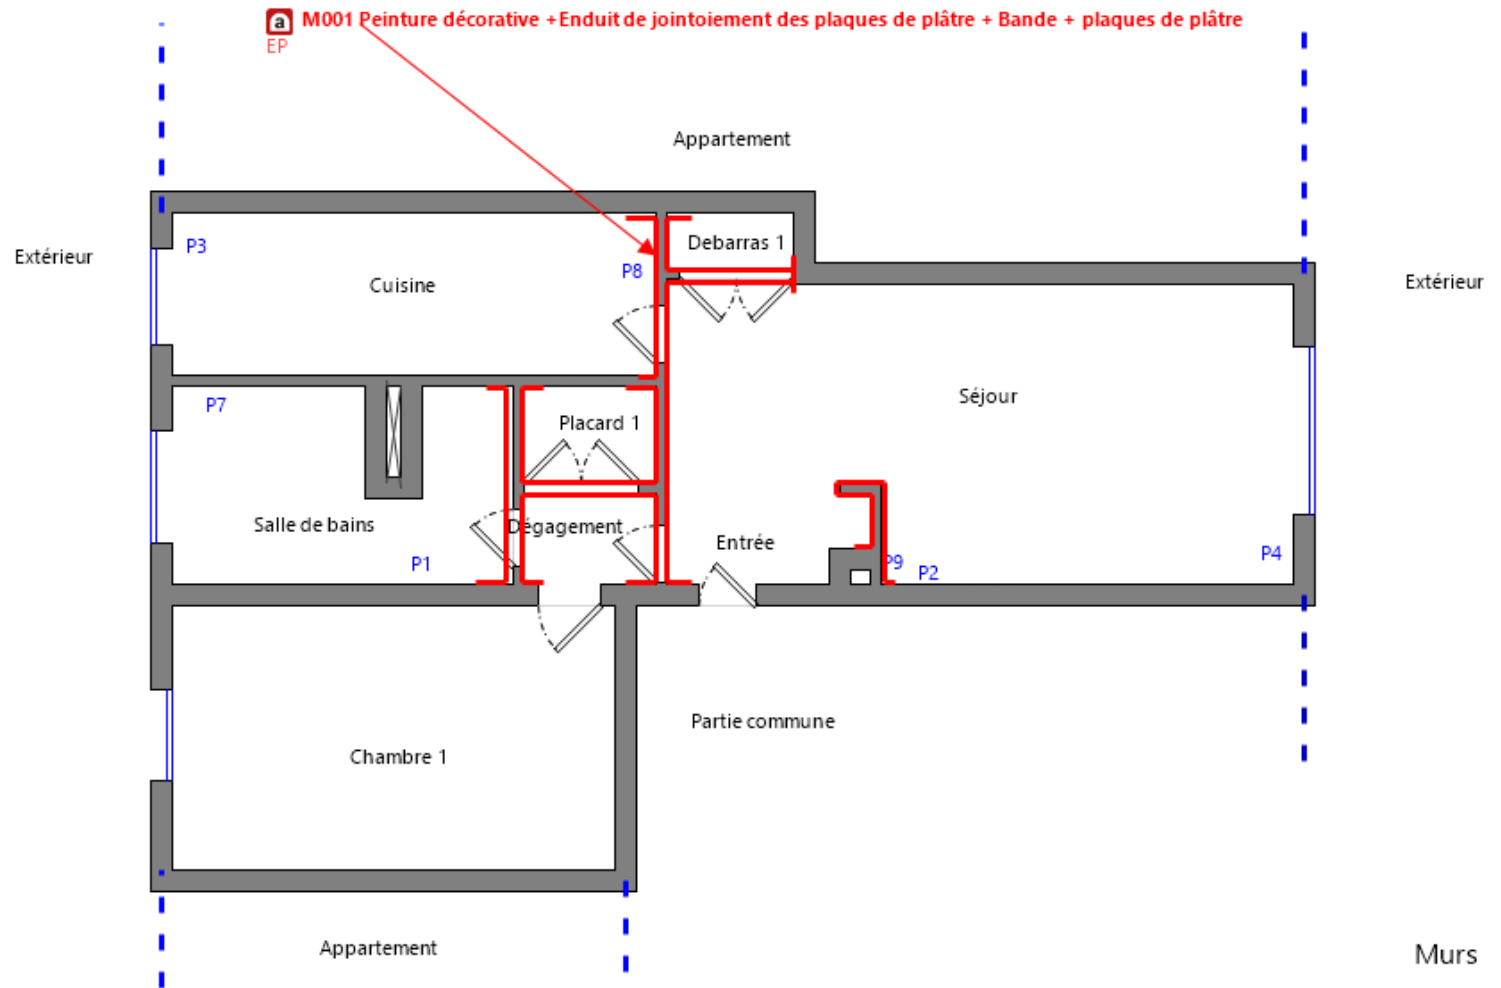 a M001 Peinture décorative +Enduit de jointoiement des plaques de plâtre + Bande + plaques de plâtre
EP
Appartement
Extérieur
P3
Debarras 1
P8
Cuisine
Extérieur
Séjour
P7
Placard 1
Salle de bains
Dégagement
Entrée
P1
P9
P2
P4
Partie commune
Chambre 1
Appartement
Murs